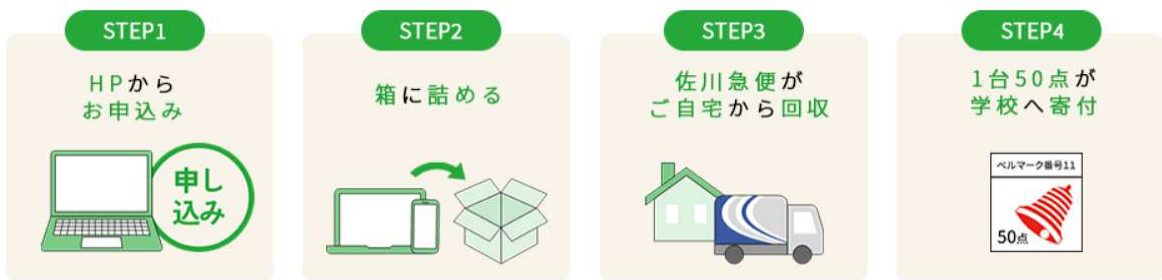 STEP1
HPから
お申込み
申し
込み
STEP2
箱に詰める
STEP3
佐川急便が
ご自宅から回収
STEP4
1台50点が
学校へ寄付
ベルマーク番号11
50点